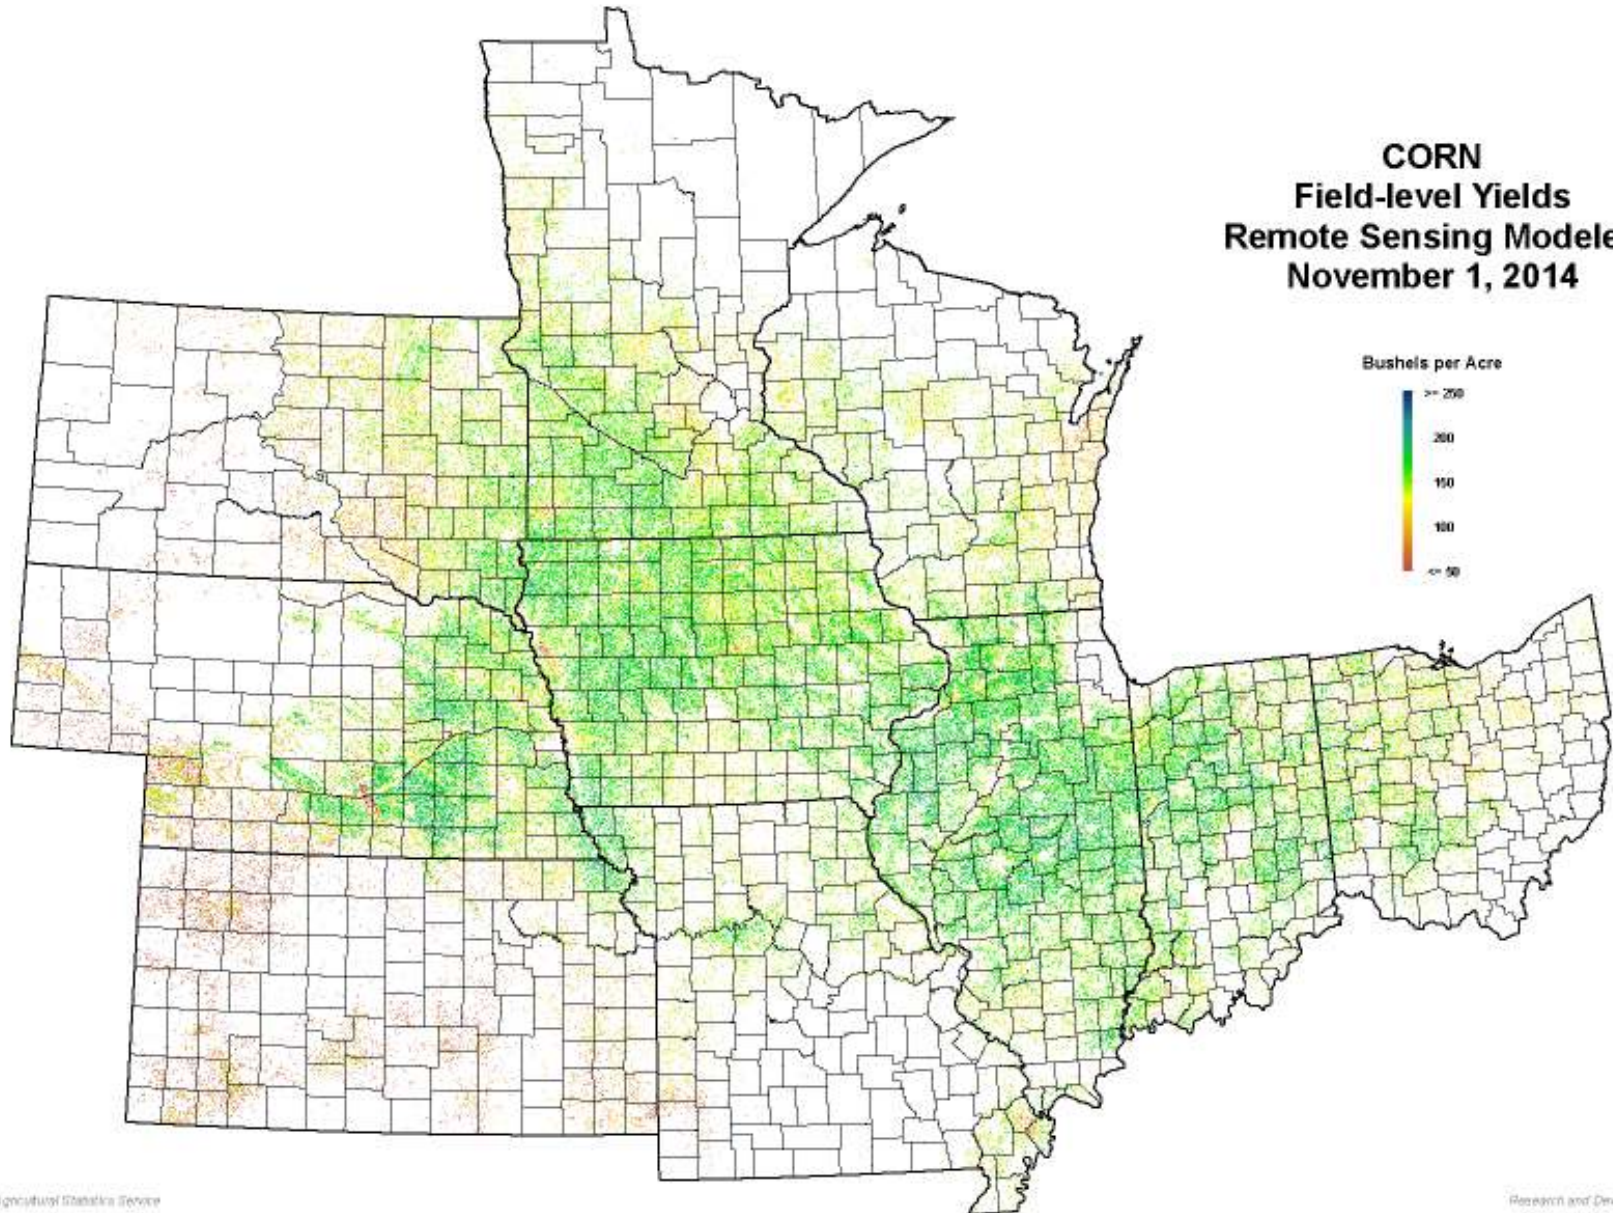 CORN
Field-level Yields
Remote Sensing Modele
November 1, 2014
Bushels per Acre
>= 250
200
150
100
<= 50
gricultural Statistics Service
Research and Dev